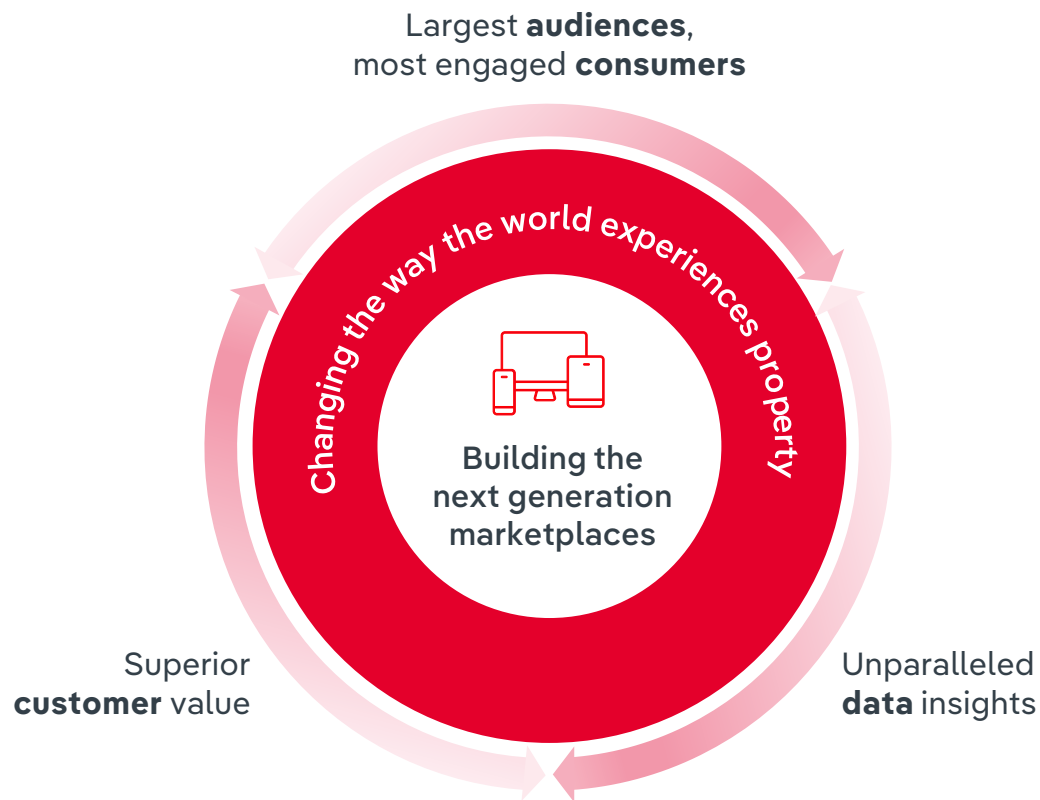 Largest audiences,
most engaged consumers
Changing the way the world experiences property
Building the
next generation
marketplaces
Superior
customer value
Unparalleled
data insights